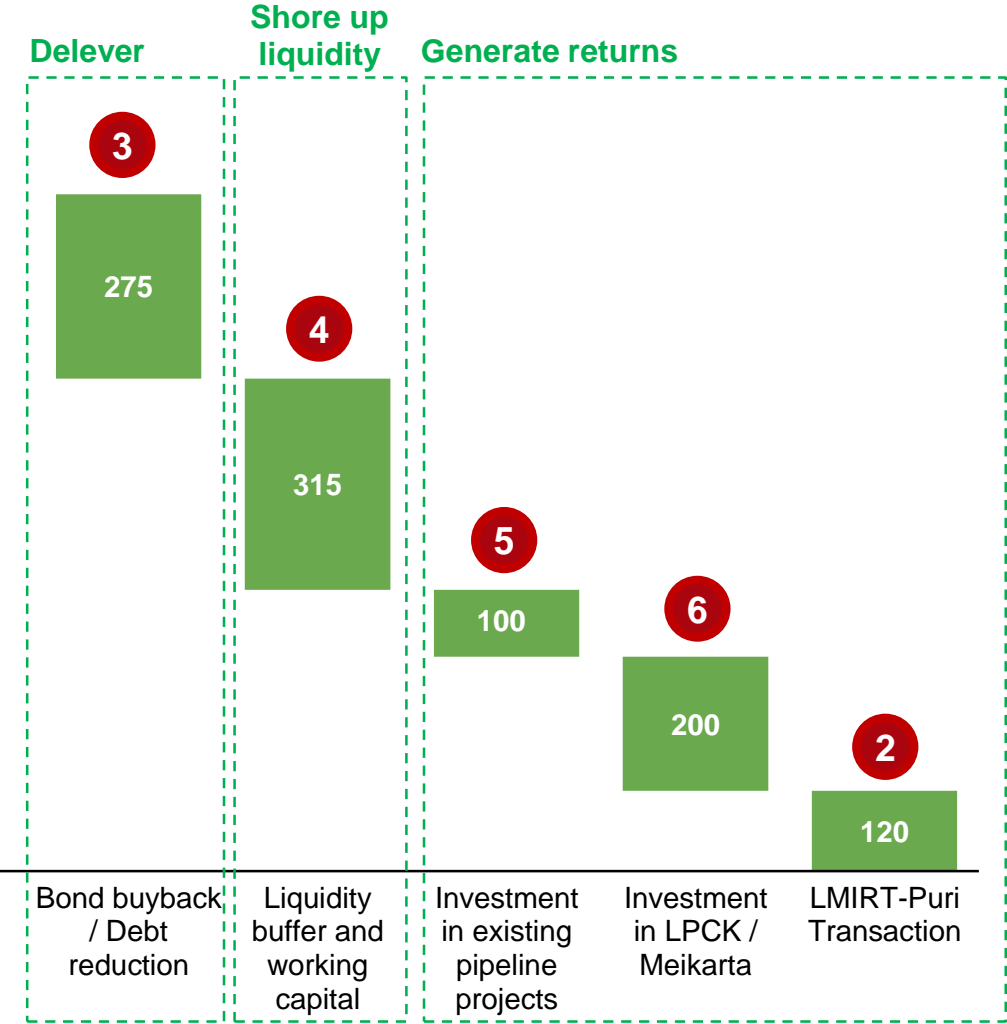 Delever
Shore up
liquidity
Generate returns
3
275
4
315
5
100
6
200
2
120
Bond buyback
/ Debt
reduction
Liquidity
buffer and
working
capital
Investment
in existing
pipeline
projects
Investment
in LPCK /
Meikarta
LMIRT-Puri
Transaction